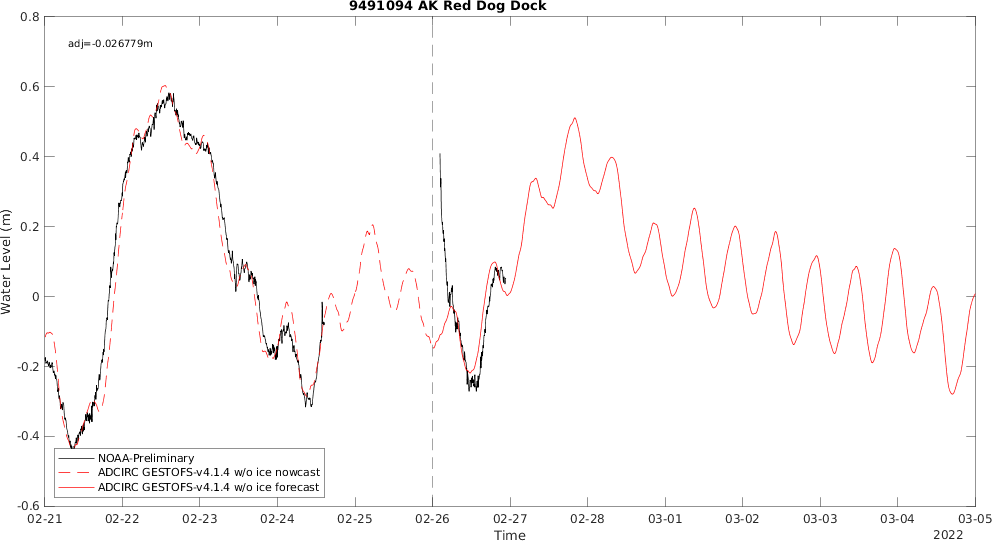 9491094 AK Red Dog Dock
0.8
adj=-0.026779m
0.6
0.4
0.2
0
-0.2
-0.4
-0.6
Water Level (m)
NOAA-Preliminary
ADCIRC GESTOFS-v4.1.4 w/o ice nowcast
ADCIRC GESTOFS-v4.1.4 w/o ice forecast
02-21 02-22 02-23 02-24 02-25 02-26 02-27 02-28 03-01 03-02 03-03 03-04 03-05
Time
2022